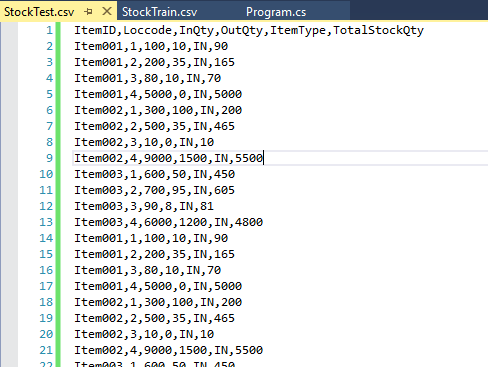 StockTest.csv StockTrain.csv Program.cs
1 ItemID,Loccode,InQty,OutQty,ItemType,TotalStockQty
2 Item001,1,100,10,IN,90
3 Item001,2,200,35,IN,165
4 Item001,3,80,10,IN,70
5 Item001,4,5000,0,IN,5000
6 Item002,1,300,100,IN,200
7 Item002,2,500,35,IN,465
8 Item002,3,10,0,IN,10
9 Item002,4,9000,1500,IN,5500
10 Item003,1,600,50,IN,450
11 Item003,2,700,95,IN,605
12 Item003,3,90,8,IN,81
13 Item003,4,6000,1200,IN,4800
14 Item001,1,100,10,IN,90
15 Item001,2,200,35,IN,165
16 Item001,3,80,10,IN,70
17 Item001,4,5000,0,IN,5000
18 Item002,1,300,100,IN,200
19 Item002,2,500,35,IN,465
20 Item002,3,10,0,IN,10
21 Item002,4,9000,1500,IN,5500
22 Item003,1,600,50,IN,450